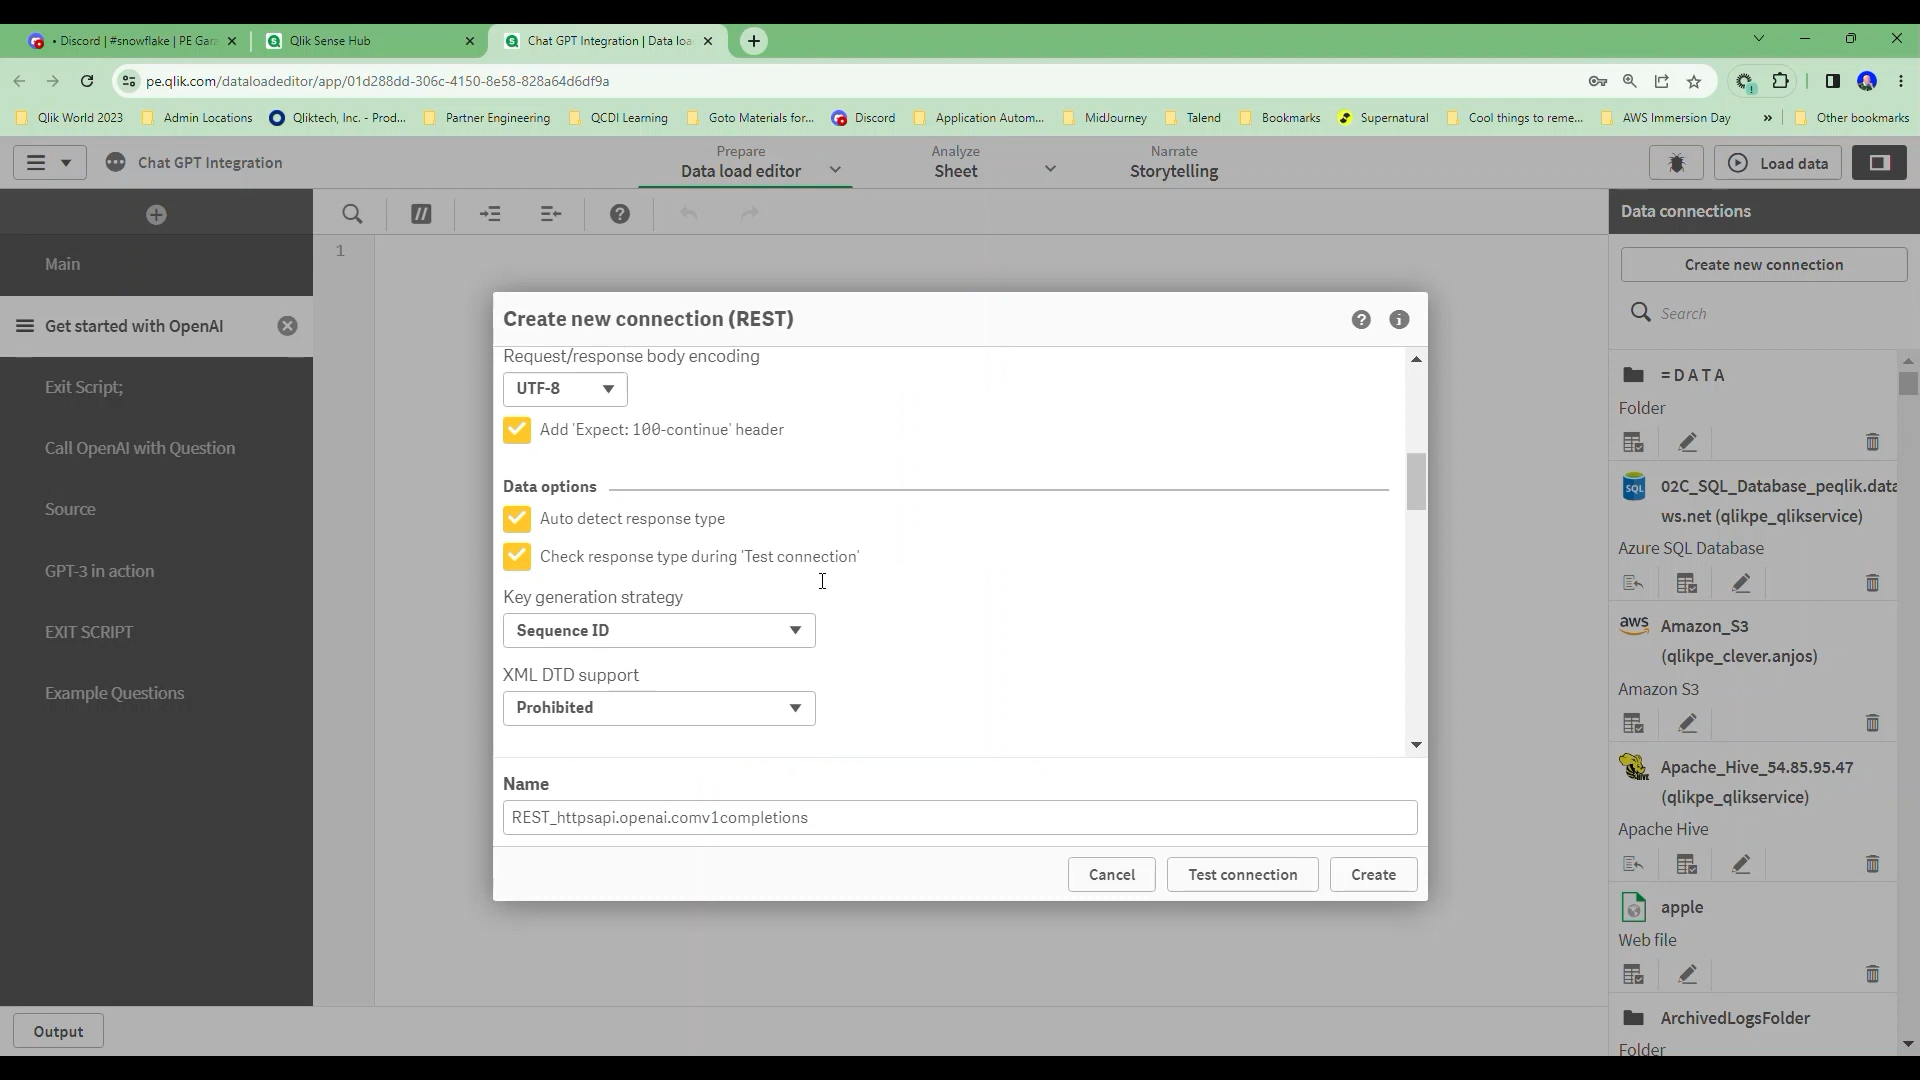 Discord | #snowflake | PE Gara
Qlik Sense Hub
Chat GPT Integration | Data loa
pe.qlik.com/dataloadeditor/app/01d288dd-306c-4150-8e58-828a64d6df9a
Qlik World 2023
Admin Locations
Qliktech, Inc. - Prod...
Partner Engineering
QCDI Learning
Goto Materials for...
Discord
Application Autom...
MidJourney
Talend
Bookmarks
Supernatural
Cool things to reme...
AWS Immersion Day
»
Other bookmarks
Chat GPT Integration
Prepare
Data load editor
Analyze
Sheet
Narrate
Storytelling
Load data
Data connections
Main
1
Create new connection
Search
Get started with OpenAI
Exit Script;
Call OpenAI with Question
Source
GPT-3 in action
EXIT SCRIPT
Example Questions
Create new connection (REST)
Request/response body encoding
UTF-8
Add 'Expect: 100-continue' header
Data options
Auto detect response type
Check response type during 'Test connection'
Key generation strategy
Sequence ID
XML DTD support
Prohibited
Name
REST_httpsapi.openai.comv1completions
Cancel
Test connection
Create
=DATA
Folder
SQL
02C_SQL_Database_peqlik.data
ws.net (qlikpe_qlikservice)
Azure SQL Database
aws
Amazon_S3
(qlikpe_clever.anjos)
Amazon S3
Apache_Hive_54.85.95.47
(qlikpe_qlikservice)
Apache Hive
apple
Web file
ArchivedLogsFolder
Folder
Output